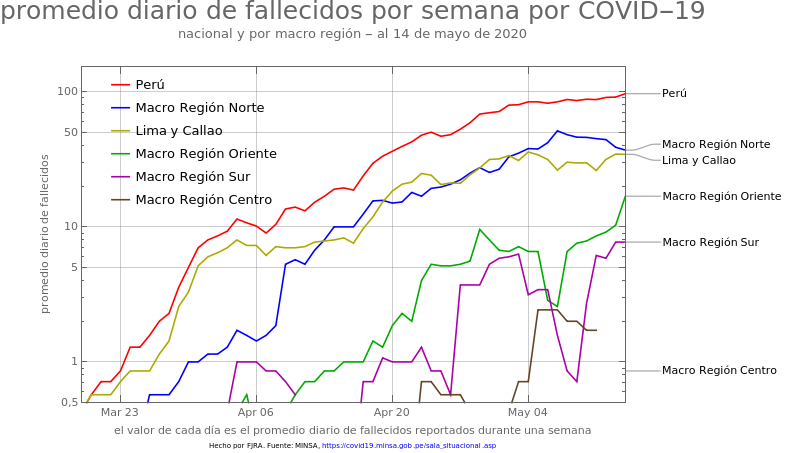 promedio diario de fallecidos por semana por COVID–19
nacional y por macro región – al 14 de mayo de 2020
promedio diario de fallecidos
100
50
10
5
1
0,5
Perú
Macro Región Norte
Lima y Callao
Macro Región Oriente
Macro Región Sur
Macro Región Centro
Perú
Macro Región Norte
Lima y Callao
Macro Región Oriente
Macro Región Sur
Macro Región Centro
Mar 23 Apr 06 Apr 20 May 04
el valor de cada día es el promedio diario de fallecidos reportados durante una semana
Hecho por FJRA. Fuente: MINSA, https://covid19.minsa.gob.pe/sala_situacional .asp